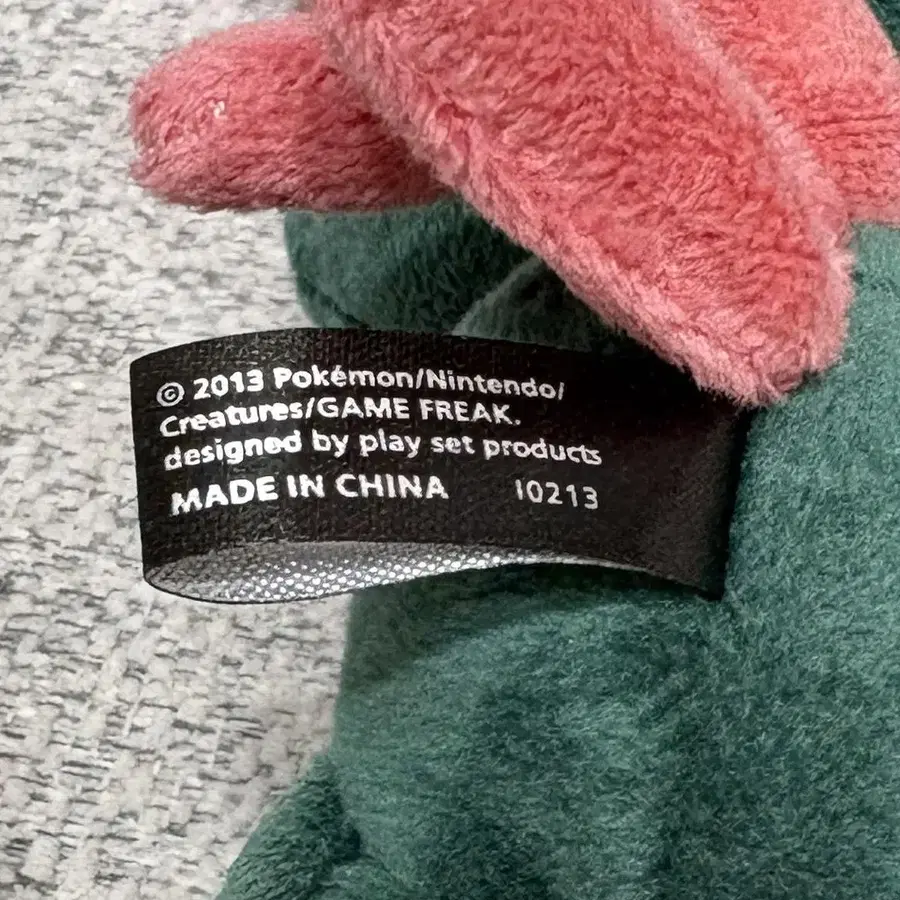 © 2013 Pokémon/Nintendo/
Creatures/GAME FREAK.
designed by play set products
MADE IN CHINA 10213